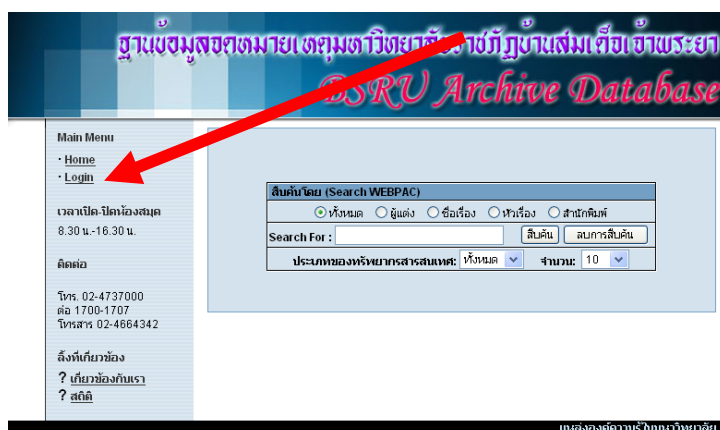 ฐานข้อมูลจดหมายเหตุมหาวิทยาลัยราชภัฏบ้านสมเด็จเจ้าพระยา
BSRU Archive Database
Main Menu
· Home
· Login
เวลาเปิด-ปิดห้องสมุด
8.30 น.-16.30 น.
ติดต่อ
โทร. 02-4737000
ต่อ 1700-1707
โทรสาร 02-4664342
ลิ้งที่เกี่ยวข้อง
? เกี่ยวข้องกับเรา
? สถิติ
สืบค้นโดย (Search WEBPAC)
ทั้งหมด ผู้แต่ง ชื่อเรื่อง หัวเรื่อง สำนักพิมพ์
Search For : สืบค้น ลบการสืบค้น
ประเภทของทรัพยากรสารสนเทศ: ทั้งหมด จำนวน: 10